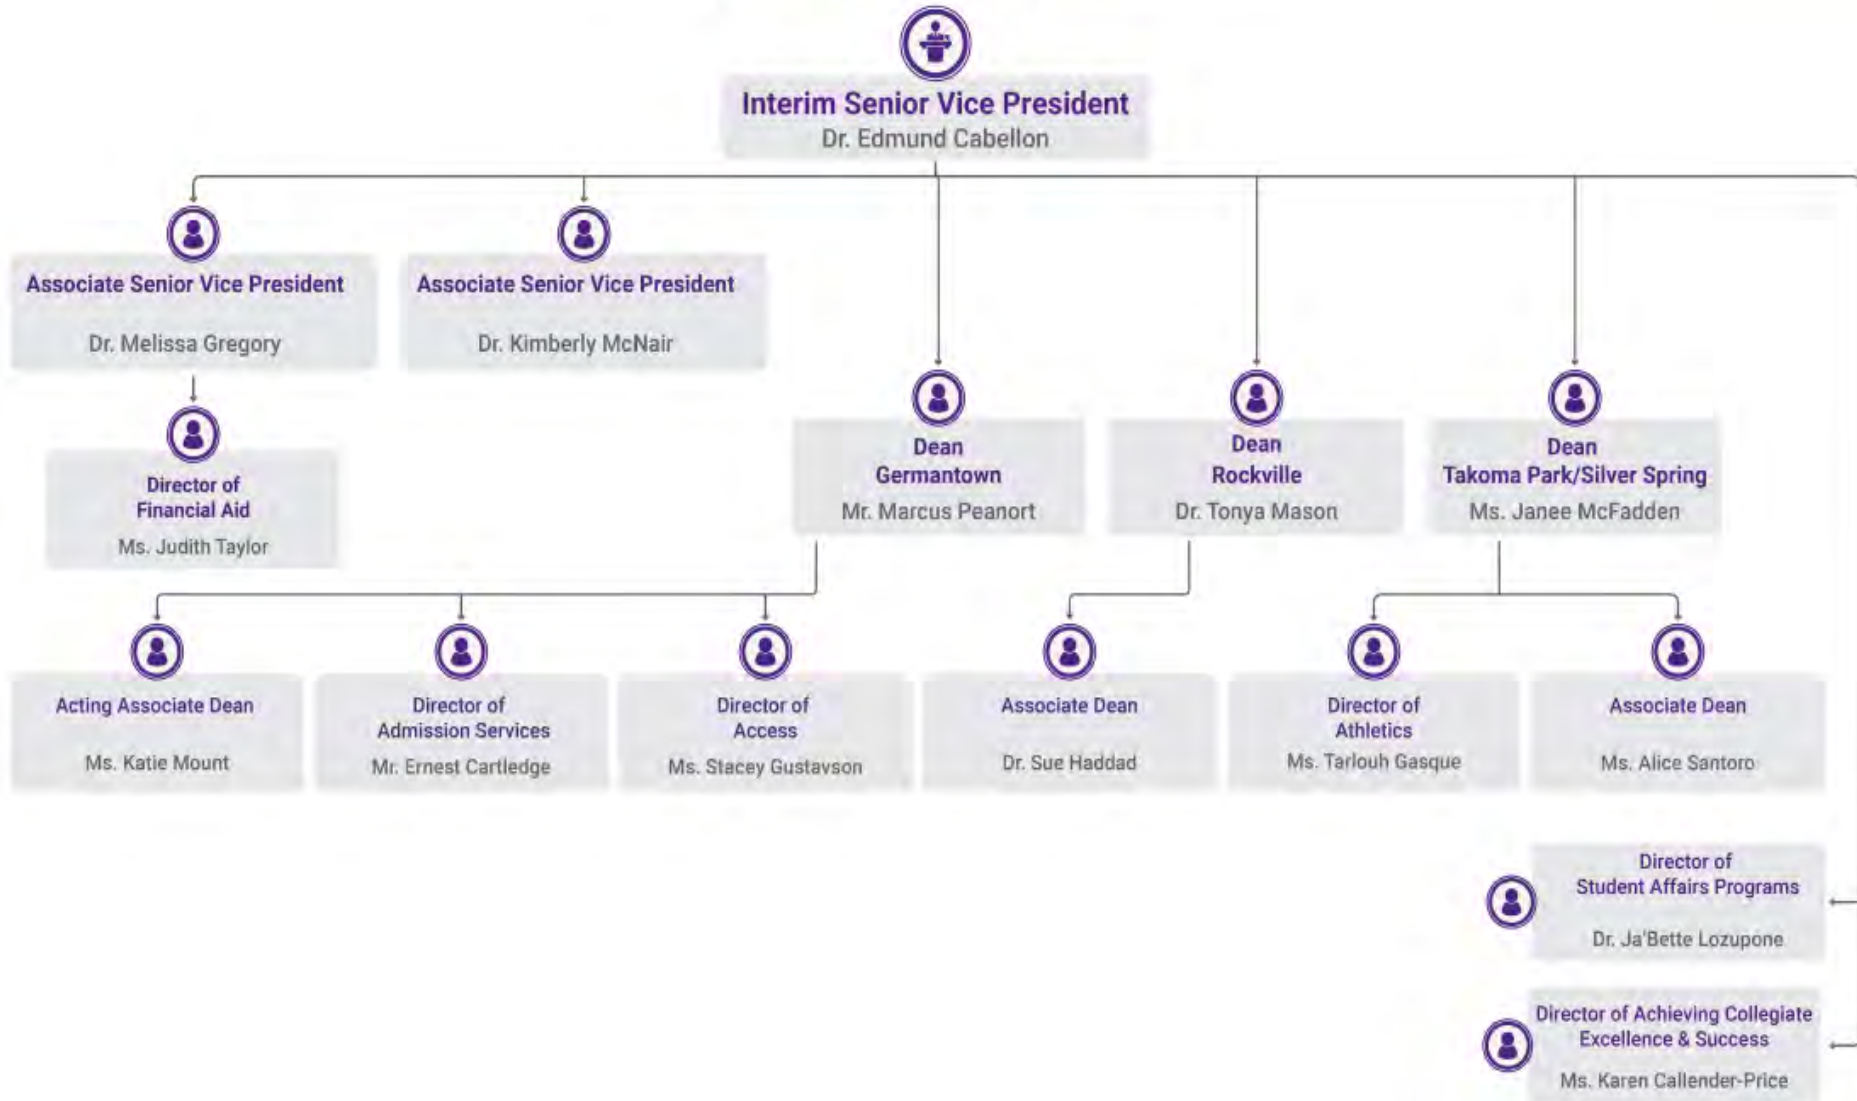 Interim Senior Vice President
Dr. Edmund Cabellon
Associate Senior Vice President
Dr. Melissa Gregory
Associate Senior Vice President
Dr. Kimberly McNair
Director of
Financial Aid
Ms. Judith Taylor
Dean
Germantown
Mr. Marcus Peanort
Dean
Rockville
Dr. Tonya Mason
Dean
Takoma Park/Silver Spring
Ms. Janee McFadden
Acting Associate Dean
Ms. Katie Mount
Director of
Admission Services
Mr. Ernest Cartledge
Director of
Access
Ms. Stacey Gustavson
Associate Dean
Dr. Sue Haddad
Director of
Athletics
Ms. Tarlouh Gasque
Associate Dean
Ms. Alice Santoro
Director of
Student Affairs Programs
Dr. Ja'Bette Lozupone
Director of Achieving Collegiate
Excellence & Success
Ms. Karen Callender-Price